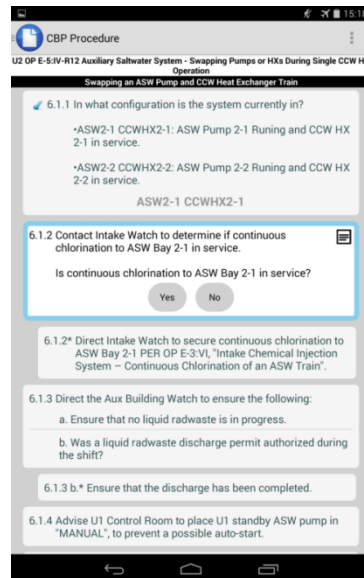 15:18
CBP Procedure
U2 OP E-5:IV-R12 Auxiliary Saltwater System - Swapping Pumps or HXs During Single CCW H
Operation
Swapping an ASW Pump and CCW Heat Exchanger Train
6.1.1 In what configuration is the system currently in?
•ASW2-1 CCWHX2-1: ASW Pump 2-1 Runing and CCW HX
2-1 in service.
•ASW2-2 CCWHX2-2: ASW Pump 2-2 Runing and CCW HX
2-2 in service.
ASW2-1 CCWHX2-1
6.1.2 Contact Intake Watch to determine if continuous
chlorination to ASW Bay 2-1 in service.
Is continuous chlorination to ASW Bay 2-1 in service?
Yes No
6.1.2* Direct Intake Watch to secure continuous chlorination to
ASW Bay 2-1 PER OP E-3:VI, "Intake Chemical Injection
System – Continuous Chlorination of an ASW Train".
6.1.3 Direct the Aux Building Watch to ensure the following:
a. Ensure that no liquid radwaste is in progress.
b. Was a liquid radwaste discharge permit authorized during
the shift?
6.1.3 b.* Ensure that the discharge has been completed.
6.1.4 Advise U1 Control Room to place U1 standby ASW pump in
"MANUAL", to prevent a possible auto-start.